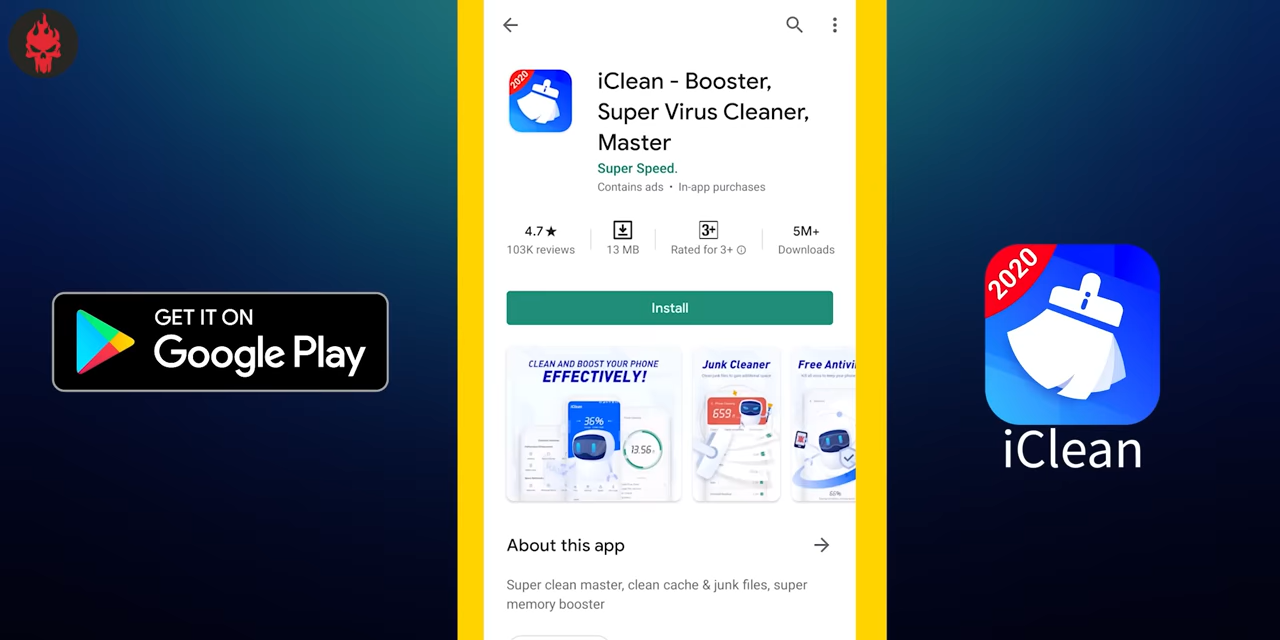 GET IT ON
Google Play
2020
iClean - Booster,
Super Virus Cleaner,
Master
Super Speed.
Contains ads • In-app purchases
4.7★
103K reviews
13 MB
3+
Rated for 3+
5M+
Downloads
Install
CLEAN AND BOOST YOUR PHONE
EFFECTIVELY!
iClean
36%
13.56
Junk Cleaner
659
Free Antivi
66%
About this app
Super clean master, clean cache & junk files, super
memory booster
2020
iClean